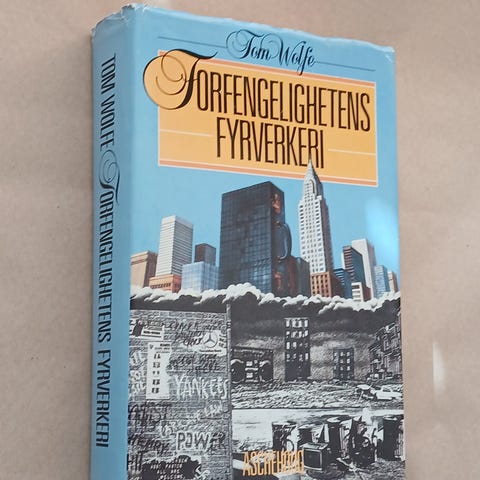 TOM WOLFE FORFENGELIGHETENS FYRVERKERI
Tom Wolfe
FORFENGELIGHETENS
FYRVERKERI
YANKEES
POWER
ASCHEHOUG